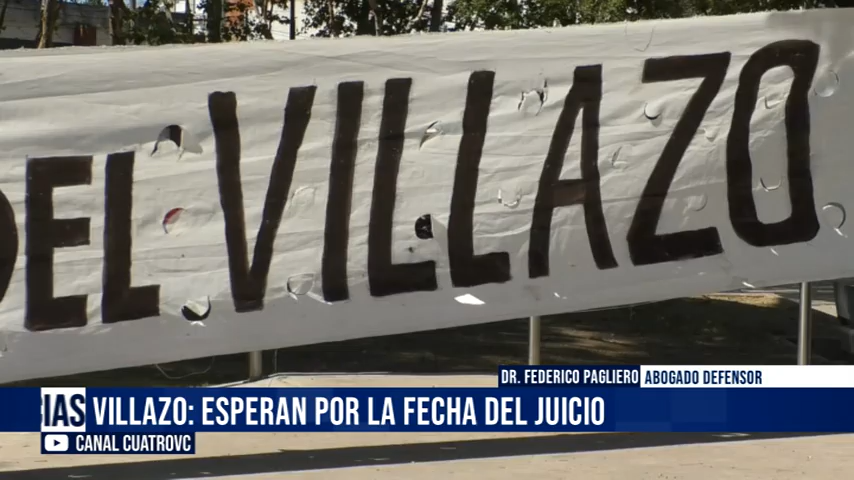 DEL VILLAZO
DR. FEDERICO PAGLIERO ABOGADO DEFENSOR
IAS VILLAZO: ESPERAN POR LA FECHA DEL JUICIO
CANAL CUATROVC